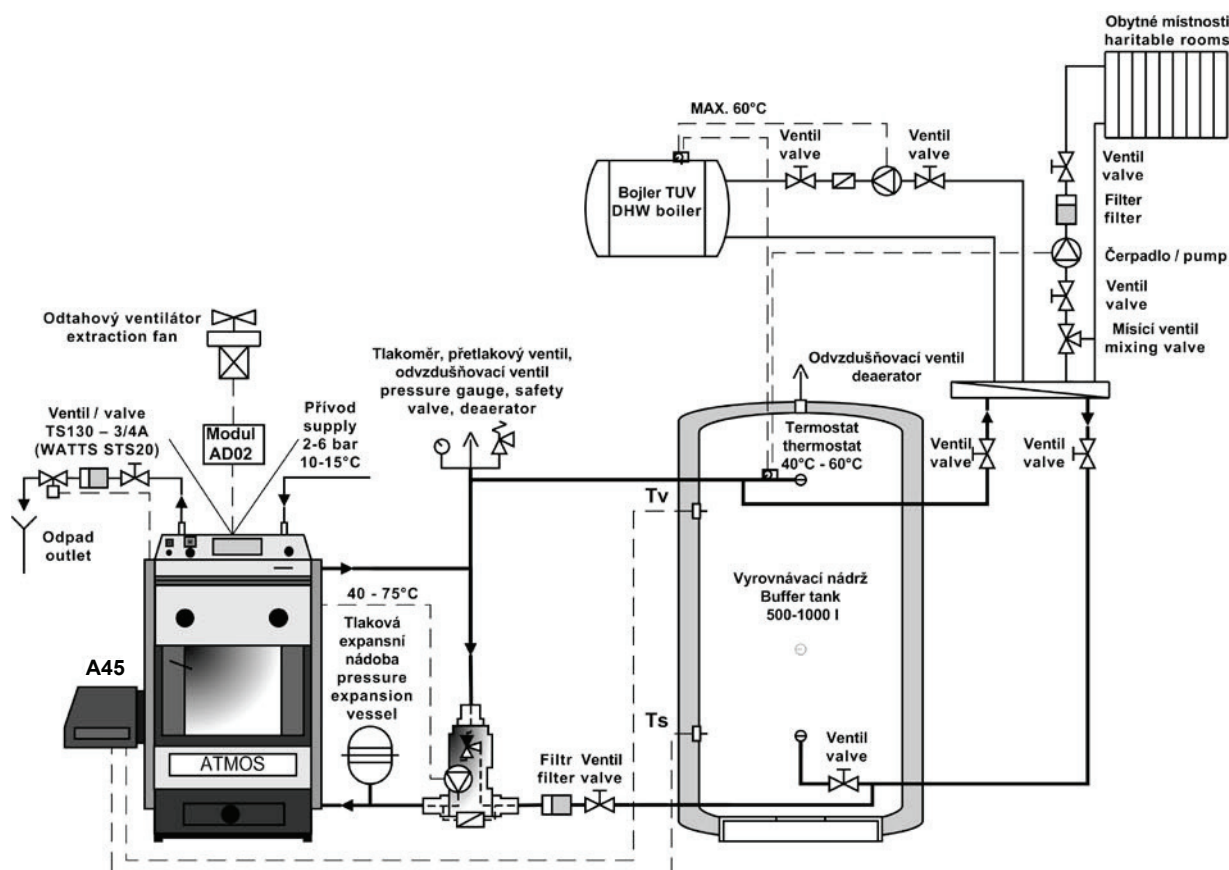 Obytné místnosti
haritable rooms
MAX. 60°C
Ventil
valve
Ventil
valve
Bojler TUV
DHW boiler
Ventil
valve
Filter
filter
Čerpadlo / pump
Ventil
valve
Mísící ventil
mixing valve
Odtahový ventilátor
extraction fan
Tlakoměr, přetlakový ventil,
odvzdušňovací ventil
pressure gauge, safety
valve, deaerator
Odvzdušňovací ventil
deaerator
Ventil / valve
TS130 – 3/4A
(WATTS STS20)
Modul
AD02
Přívod
supply
2-6 bar
10-15°C
Termostat
thermostat
40°C - 60°C
Ventil
valve
Ventil
valve
Odpad
outlet
Tv
40 - 75°C
Tlaková
expansní
nádoba
pressure
expansion
vessel
Vyrovnávací nádrž
Buffer tank
500-1000 l
A45
Ts
ATMOS
Filtr
filter
Ventil
valve
Ventil
valve